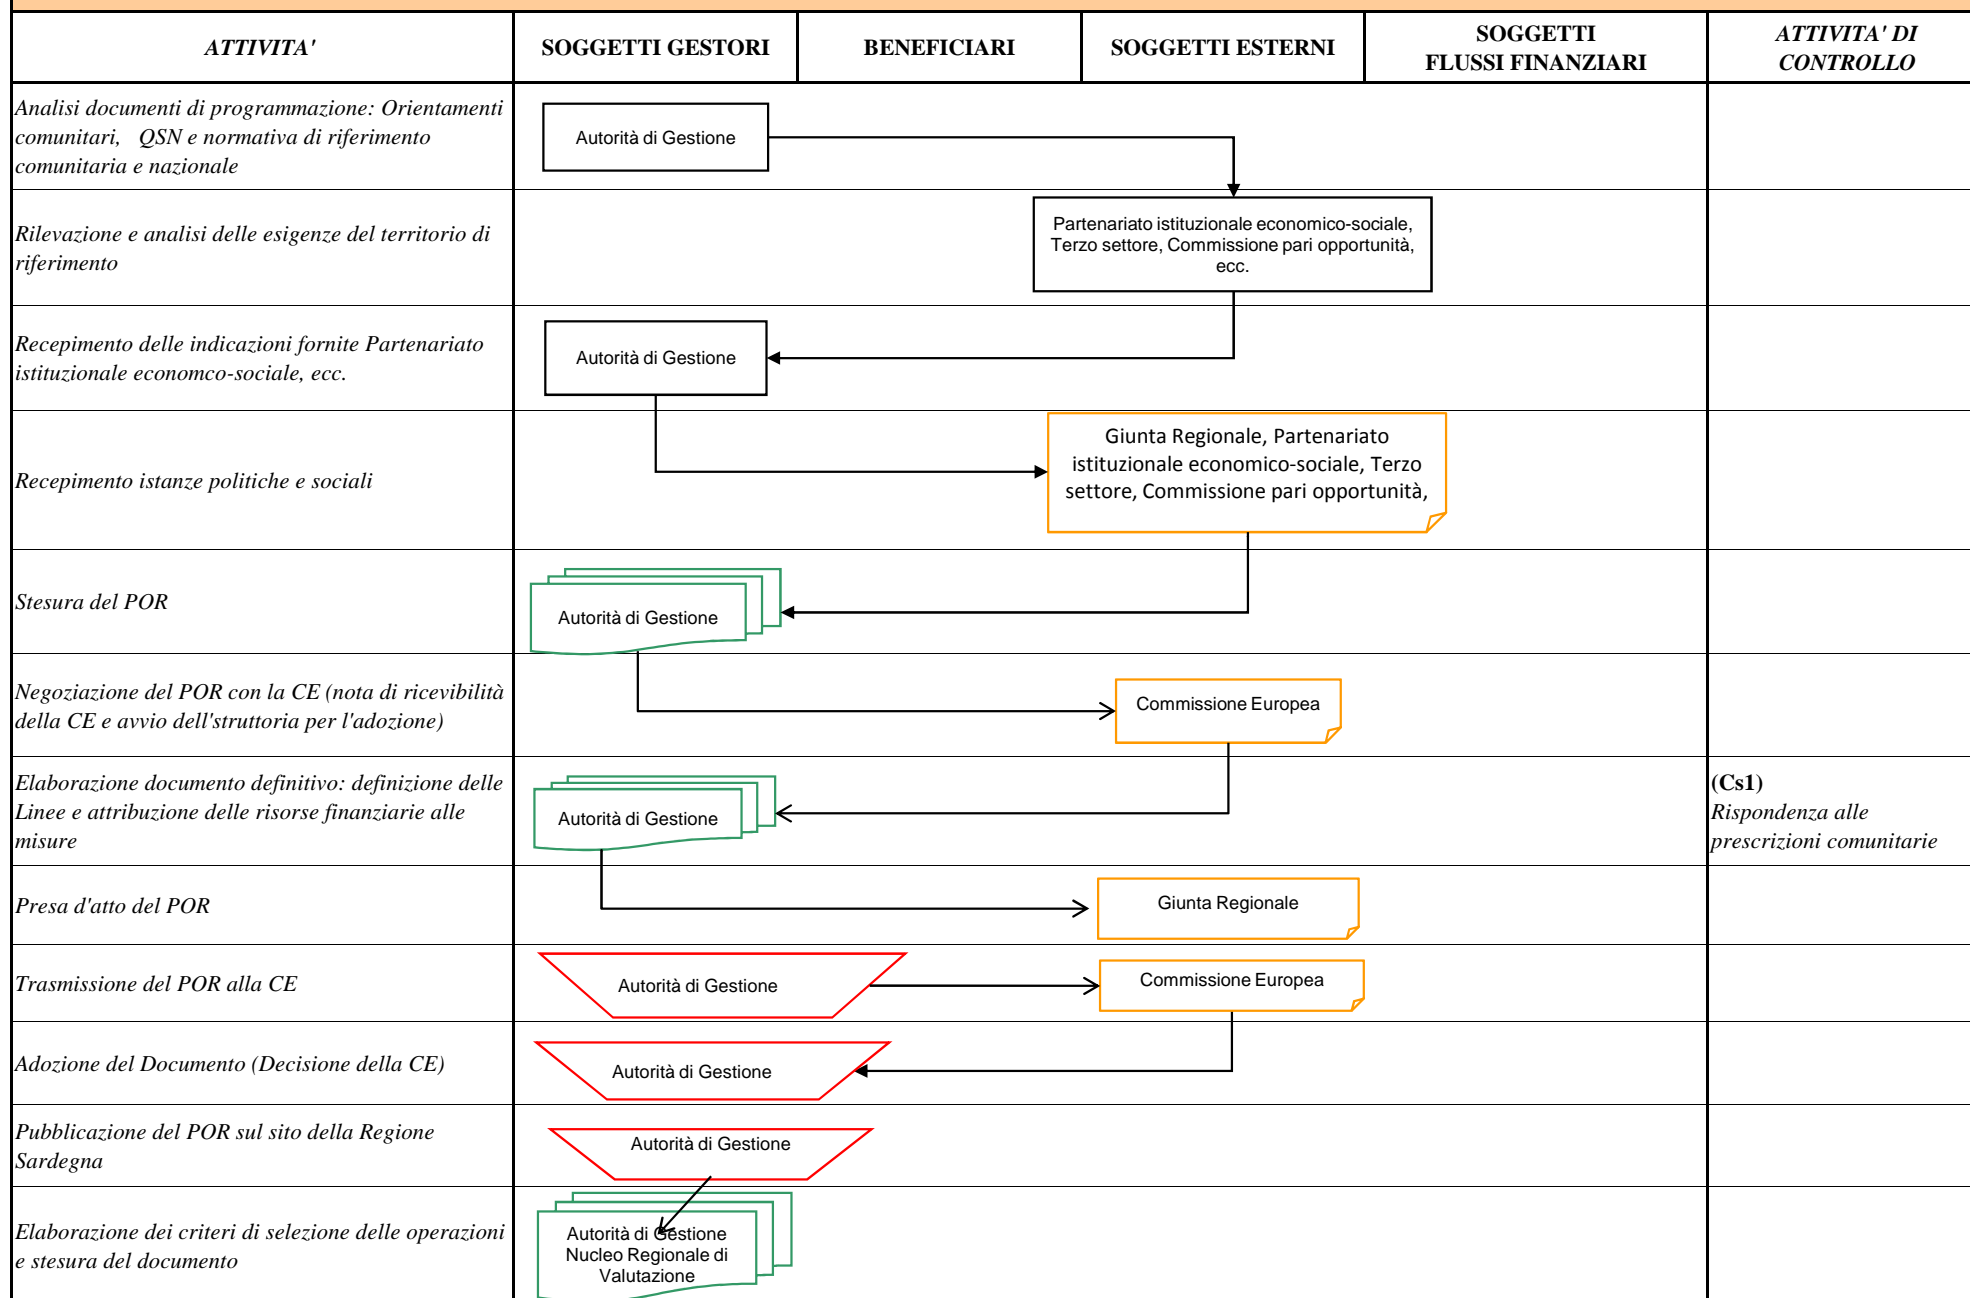 ATTIVITA'
SOGGETTI GESTORI
BENEFICIARI
SOGGETTI ESTERNI
SOGGETTI
FLUSSI FINANZIARI
ATTIVITA' DI
CONTROLLO
Analisi documenti di programmazione: Orientamenti
comunitari, QSN e normativa di riferimento
comunitaria e nazionale
Autorità di Gestione
Rilevazione e analisi delle esigenze del territorio di
riferimento
Partenariato istituzionale economico-sociale,
Terzo settore, Commissione pari opportunità,
ecc.
Recepimento delle indicazioni fornite Partenariato
istituzionale economco-sociale, ecc.
Autorità di Gestione
Recepimento istanze politiche e sociali
Giunta Regionale, Partenariato
istituzionale economico-sociale, Terzo
settore, Commissione pari opportunità,
Stesura del POR
Autorità di Gestione
Negoziazione del POR con la CE (nota di ricevibilità
della CE e avvio dell'struttoria per l'adozione)
Commissione Europea
Elaborazione documento definitivo: definizione delle
Linee e attribuzione delle risorse finanziarie alle
misure
Autorità di Gestione
(Cs1)
Rispondenza alle
prescrizioni comunitarie
Presa d'atto del POR
Giunta Regionale
Trasmissione del POR alla CE
Autorità di Gestione
Commissione Europea
Adozione del Documento (Decisione della CE)
Autorità di Gestione
Pubblicazione del POR sul sito della Regione
Sardegna
Autorità di Gestione
Elaborazione dei criteri di selezione delle operazioni
e stesura del documento
Autorità di Gestione
Nucleo Regionale di
Valutazione